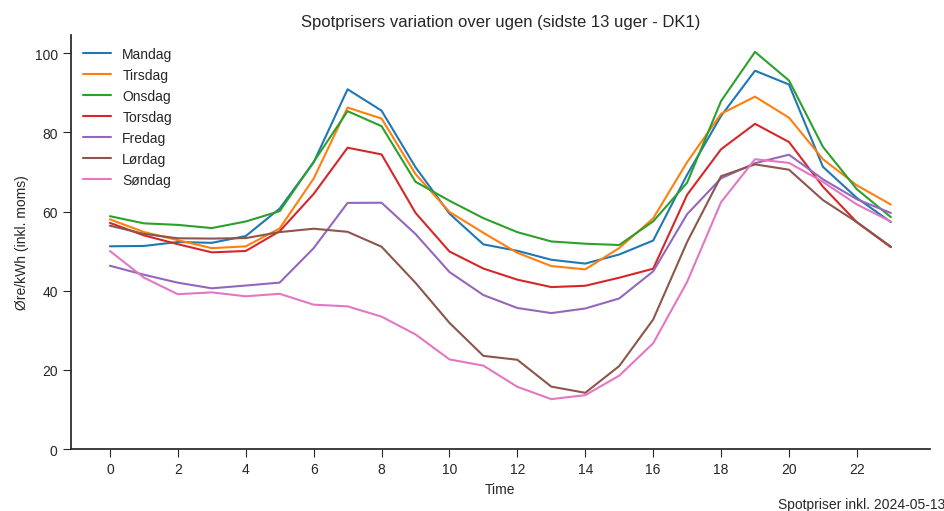 Spotprisers variation over ugen (sidste 13 uger - DK1)
Mandag
Tirsdag
Onsdag
Torsdag
Fredag
Lørdag
Søndag
Øre/kWh (inkl. moms)
100
80
60
40
20
0
0 2 4 6 8 10 12 14 16 18 20 22
Time
Spotpriser inkl. 2024-05-13